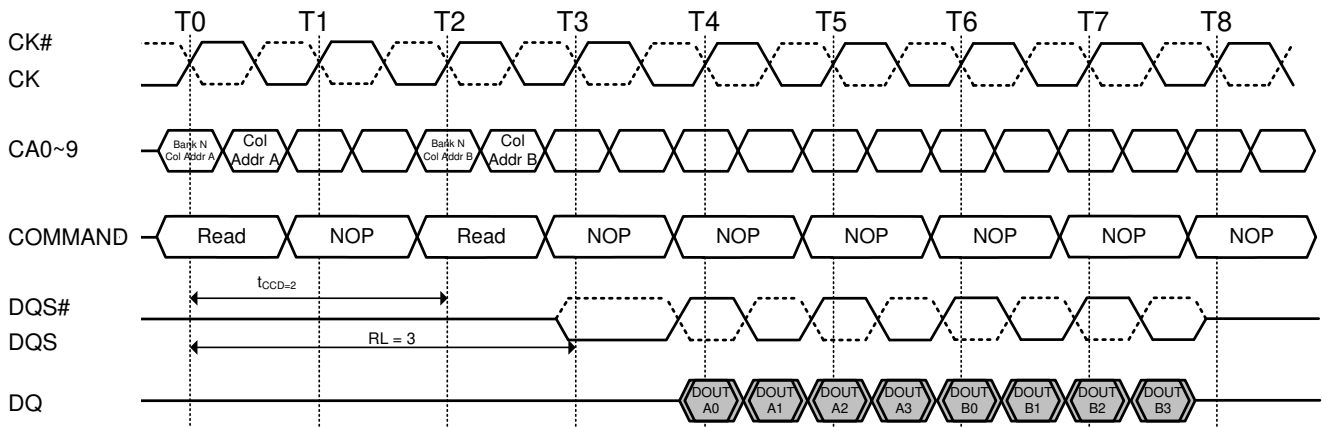 T0 T1 T2 T3 T4 T5 T6 T7 T8
CK#
CK
CA0~9
Bank N
Col Addr A
Col
Addr A
Bank N
Col Addr B
Col
Addr B
COMMAND Read NOP Read NOP NOP NOP NOP NOP NOP
tCCD=2
DQS#
DQS
RL = 3
DQ
DOUT
A0
DOUT
A1
DOUT
A2
DOUT
A3
DOUT
B0
DOUT
B1
DOUT
B2
DOUT
B3